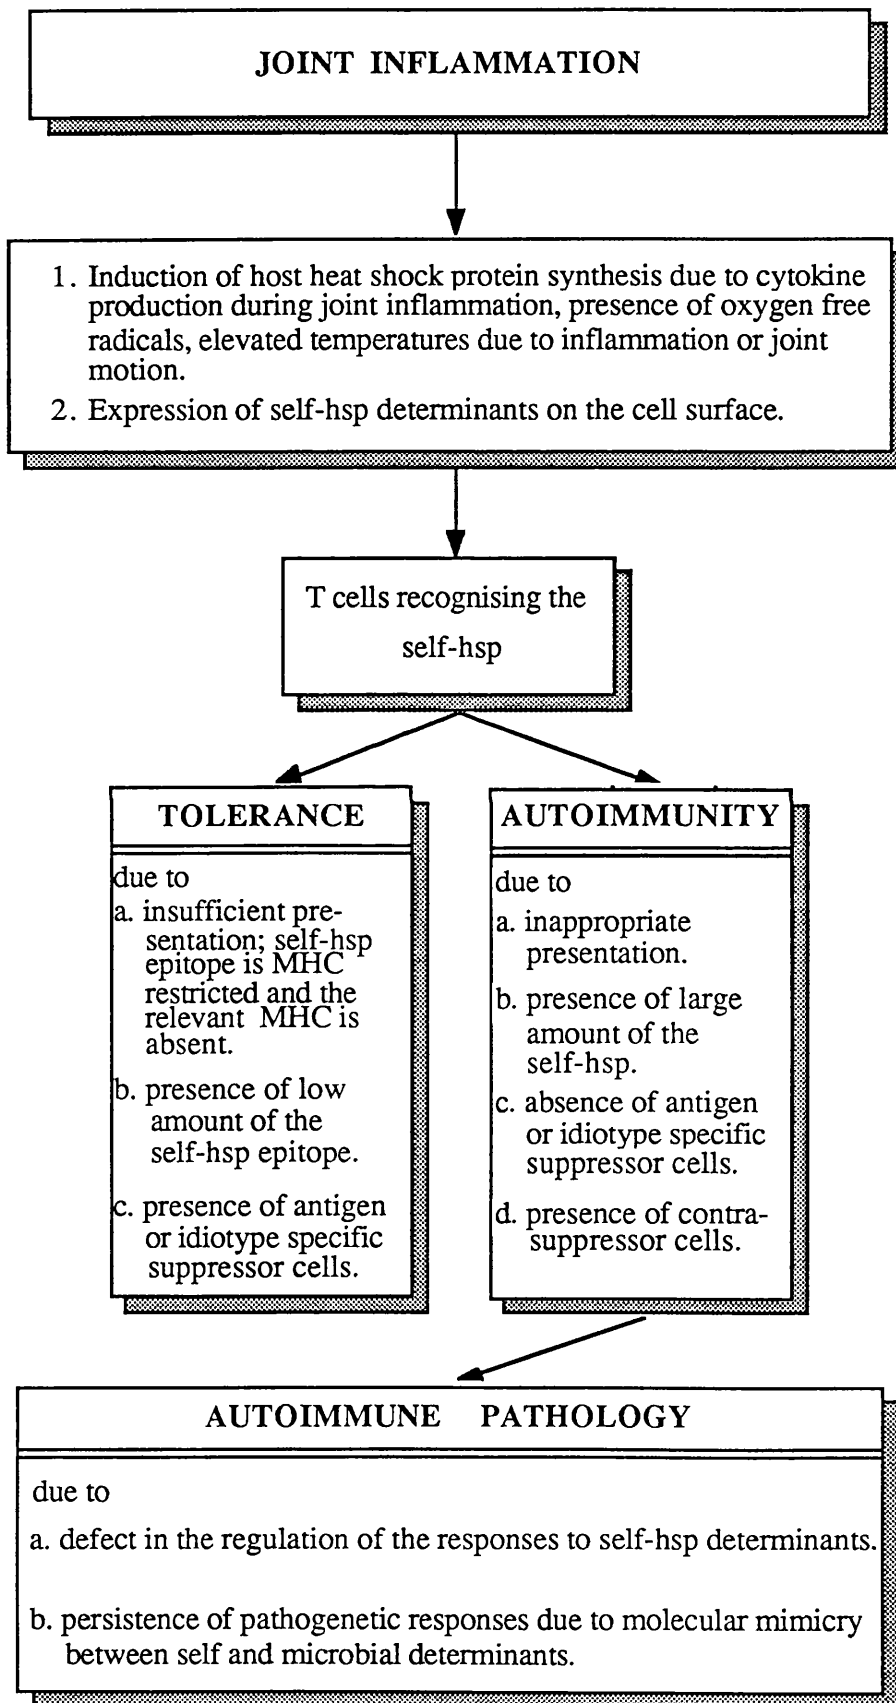 JOINT INFLAMMATION
1. Induction of host heat shock protein synthesis due to cytokine
production during joint inflammation, presence of oxygen free
radicals, elevated temperatures due to inflammation or joint
motion.
2. Expression of self-hsp determinants on the cell surface.
T cells recognising the
self-hsp
TOLERANCE
due to
a. insufficient pre-
sentation; self-hsp
epitope is MHC
restricted and the
relevant MHC is
absent.
b. presence of low
amount of the
self-hsp epitope.
c. presence of antigen
or idiotype specific
suppressor cells.
AUTOIMMUNITY
due to
a. inappropriate
presentation.
b. presence of large
amount of the
self-hsp.
c. absence of antigen
or idiotype specific
suppressor cells.
d. presence of contra-
suppressor cells.
AUTOIMMUNE PATHOLOGY
due to
a. defect in the regulation of the responses to self-hsp determinants.
b. persistence of pathogenetic responses due to molecular mimicry
between self and microbial determinants.